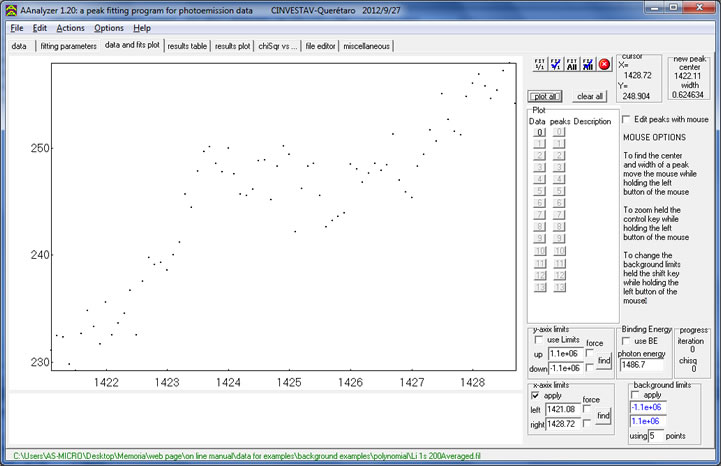 AAnalyzer 1.20: a peak fitting program for photoemission data CINVESTAV-Querétaro 2012/9/27
File Edit Actions Options Help
data fitting parameters data and fits plot results table results plot chiSqr vs ... file editor miscellaneous
250
240
230
1422 1423 1424 1425 1426 1427 1428
FIT 1/1 FIT FIT All FIT All
cursor
X=
1428.72
Y=
248.904
new peak
center
1422.11
width
0.624634
plot all clear all
Plot
Data peaks Description
0 0
1 1
2 2
3 3
4 4
5 5
6 6
7 7
8 8
9 9
10 10
11 11
12 12
13 13
Edit peaks with mouse
MOUSE OPTIONS
To find the center
and width of a peak
move the mouse while
holding the left
button of the mouse
To zoom held the
control key while
holding the left
button of the mouse
To change the
background limits
held the shift key
while holding the
left button of the
mouse
y-axis limits
use Limits force
up 1.1e+06
down -1.1e+06
find
Binding Energy
use BE
photon energy
1486.7
progress
iteration
0
chisq
0
x-axis limits
apply force
left 1421.08
right 1428.72
find
background limits
apply
-1.1e+06
1.1e+06
using 5 points
C:\Users\AS-MICRO\Desktop\Memoria\web page\on line manual\data for examples\background examples\polynomial\Li 1s 200Averaged.fil